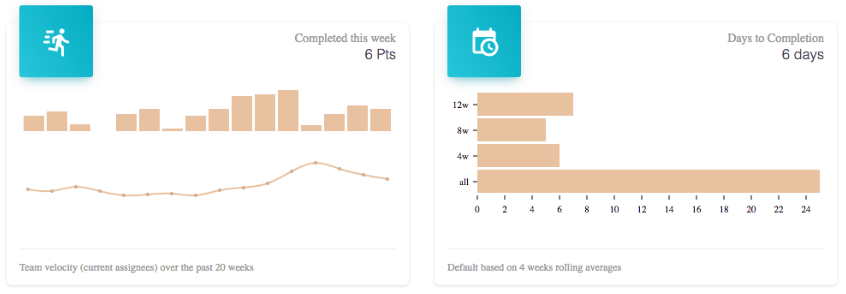 Completed this week
6 Pts
Team velocity (current assignees) over the past 20 weeks
Days to Completion
6 days
12w
8w
4w
all
0 2 4 6 8 10 12 14 16 18 20 22 24
Default based on 4 weeks rolling averages